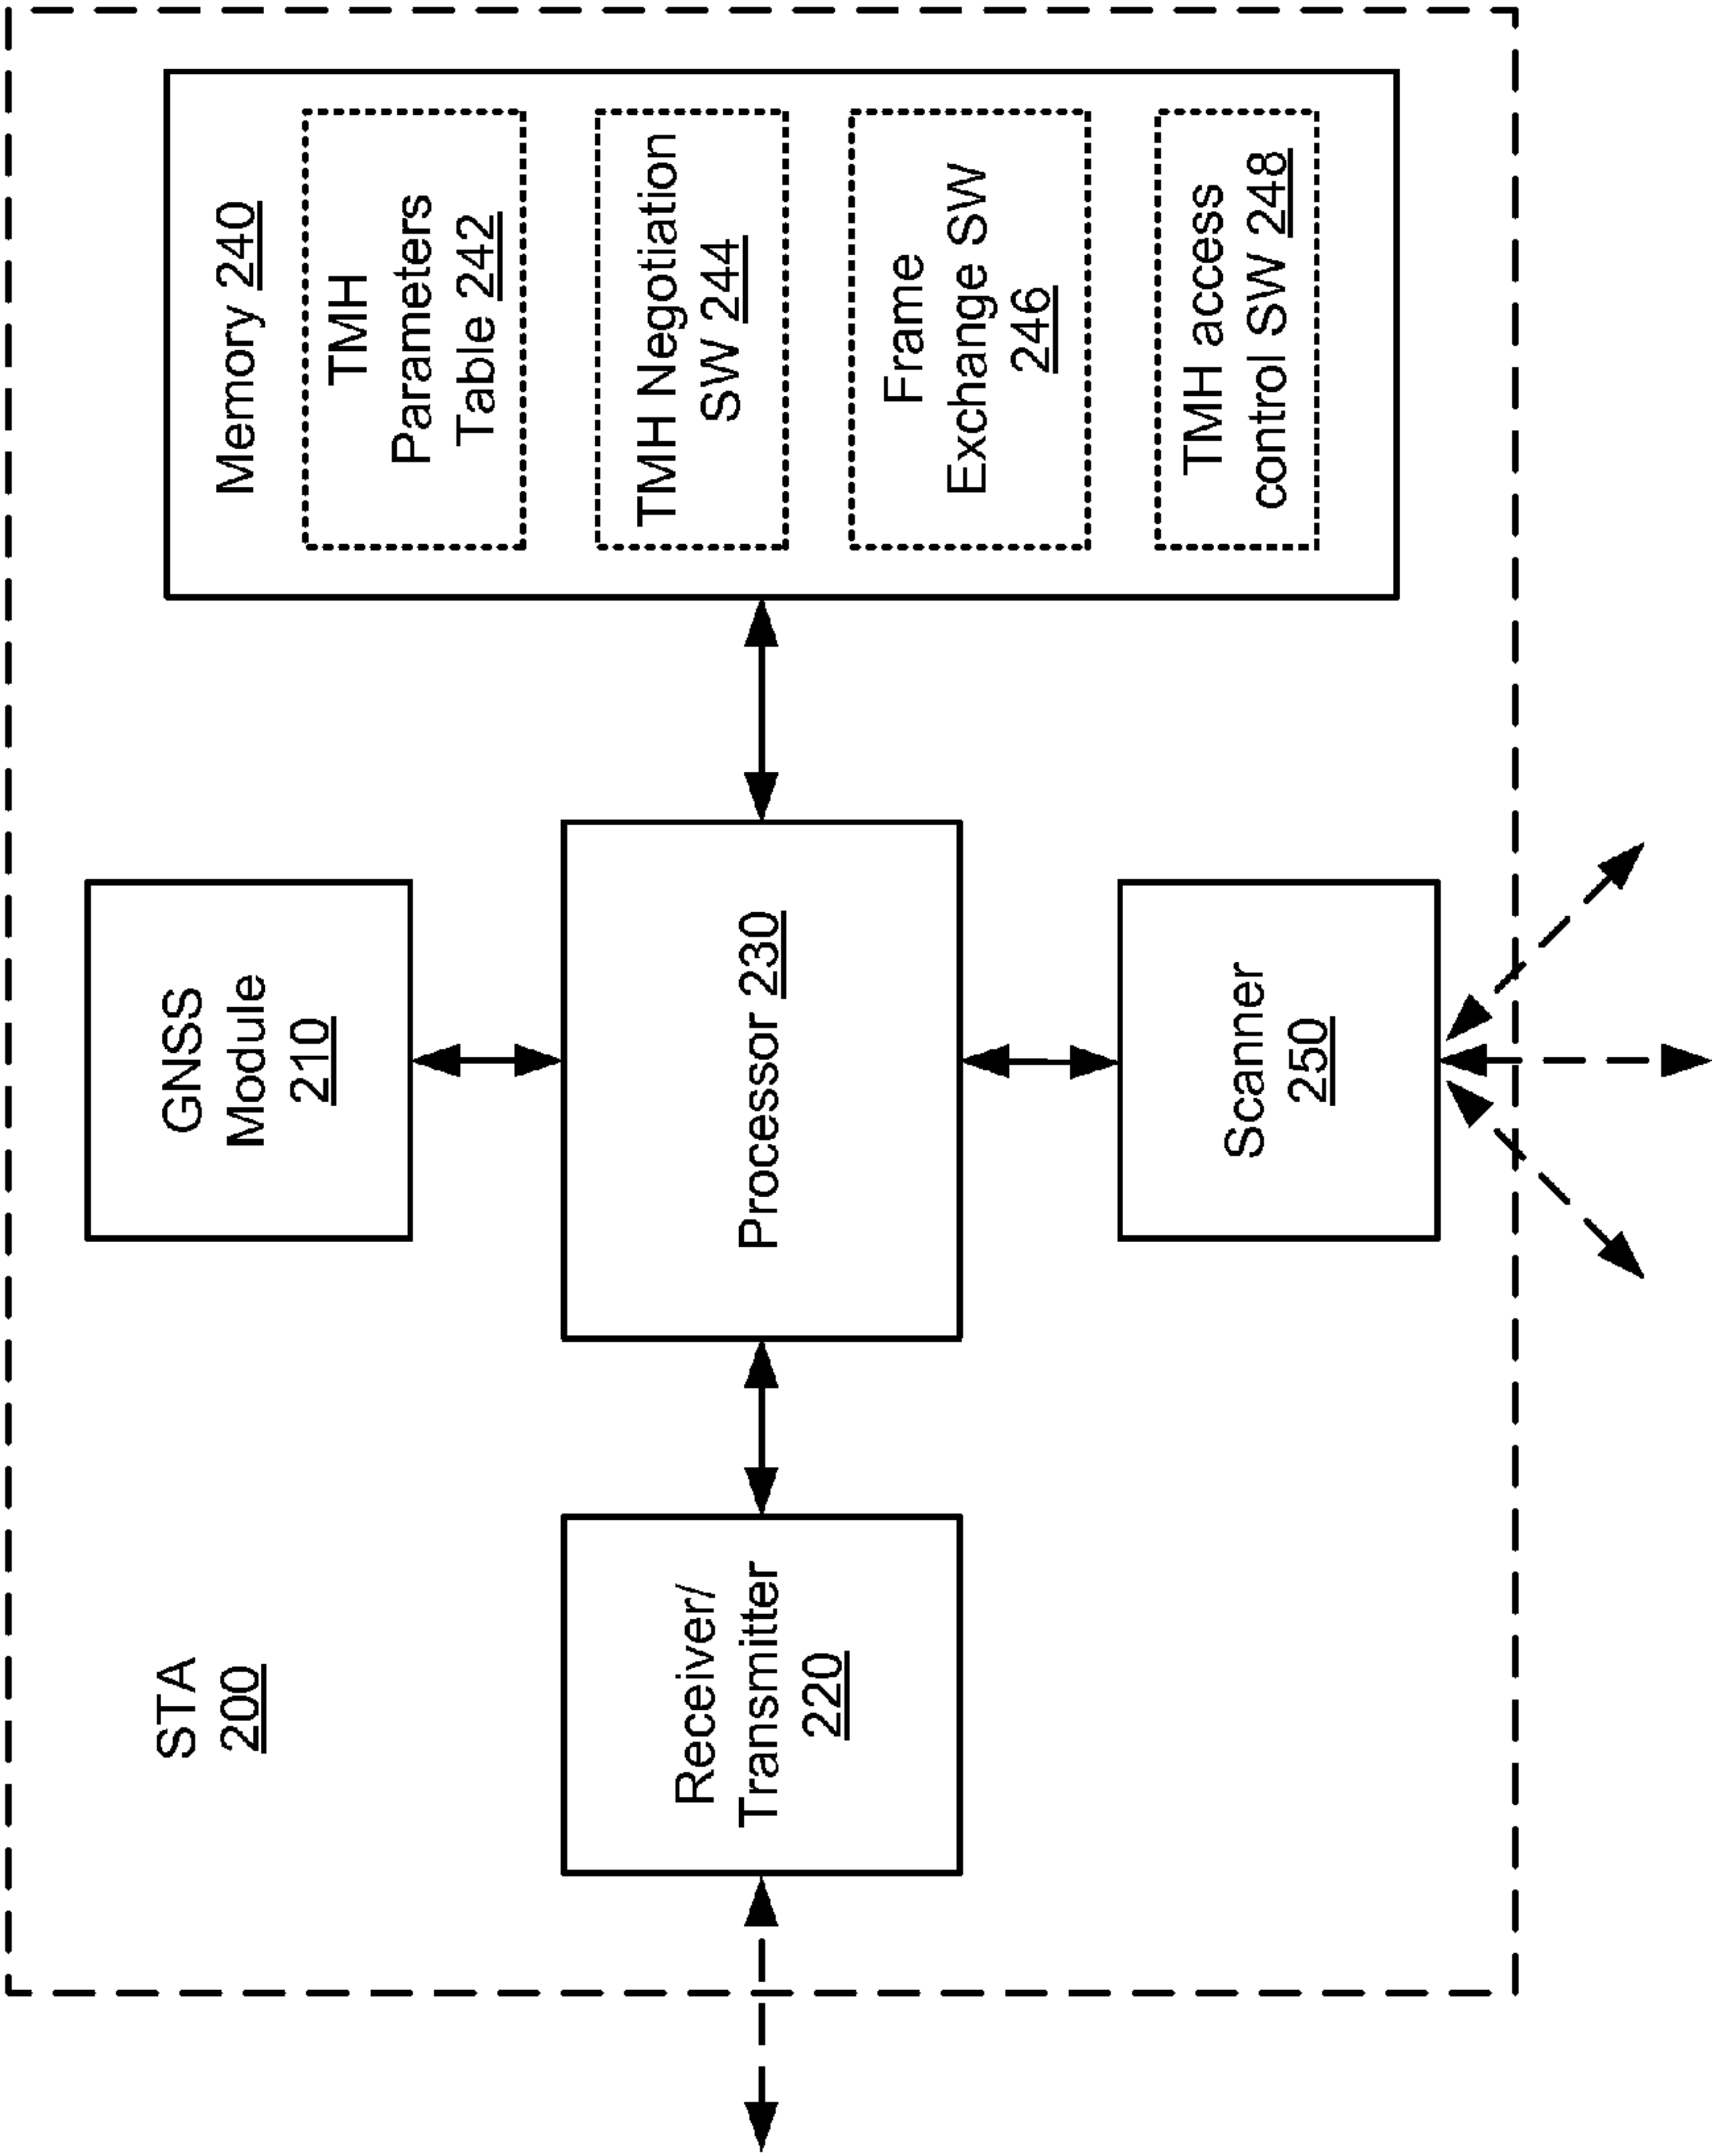 STA
200
GNSS
Module
210
Receiver/
Transmitter
220
Processor 230
Scanner
250
Memory 240
TMH
Parameters
Table 242
TMH Negotiation
SW 244
Frame
Exchange SW
246
TMH access
control SW 248